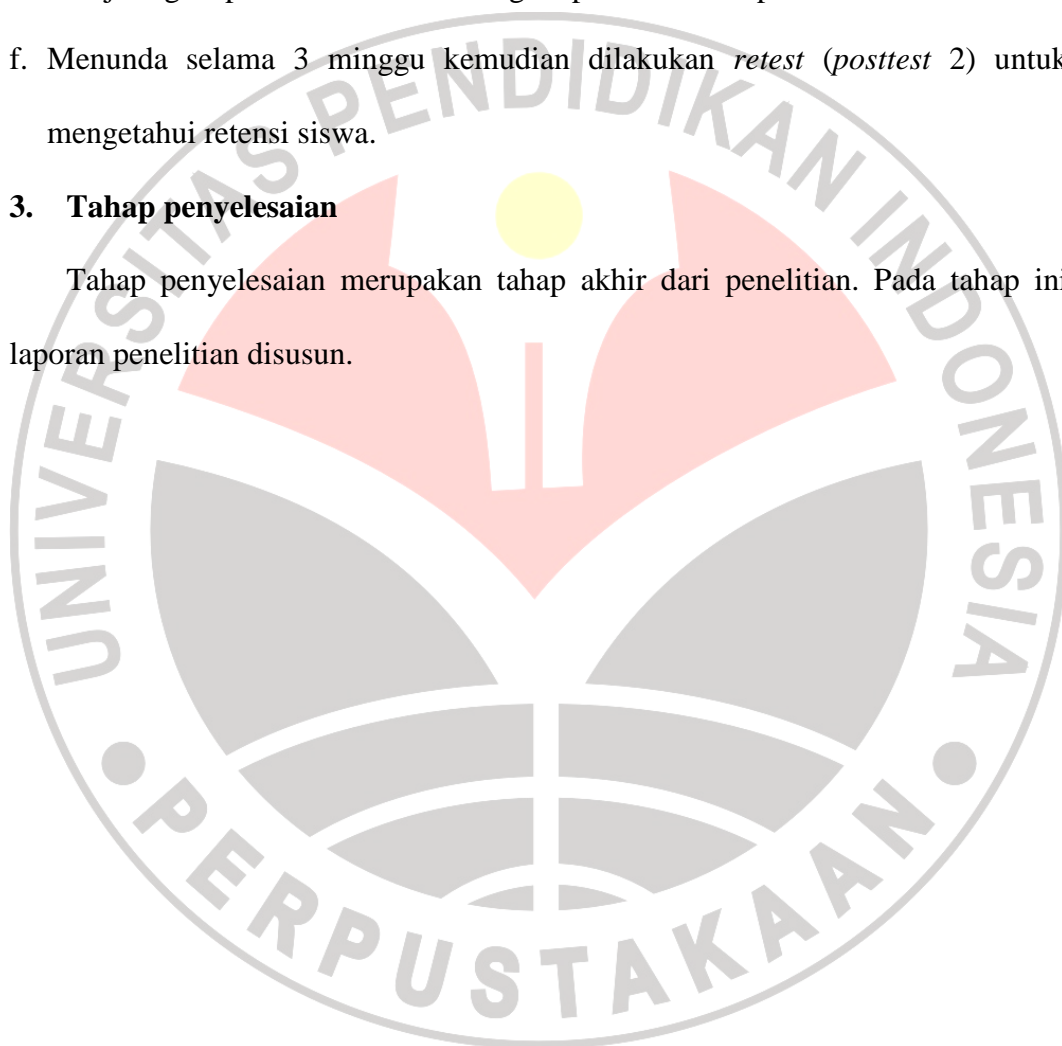 f. Menunda selama 3 minggu kemudian dilakukan retest (posttest 2) untuk
mengetahui retensi siswa.
3. Tahap penyelesaian
Tahap penyelesaian merupakan tahap akhir dari penelitian. Pada tahap ini
laporan penelitian disusun.
UNIVERSITAS PENDIDIKAN INDONESIA
PERPUSTAKAAN